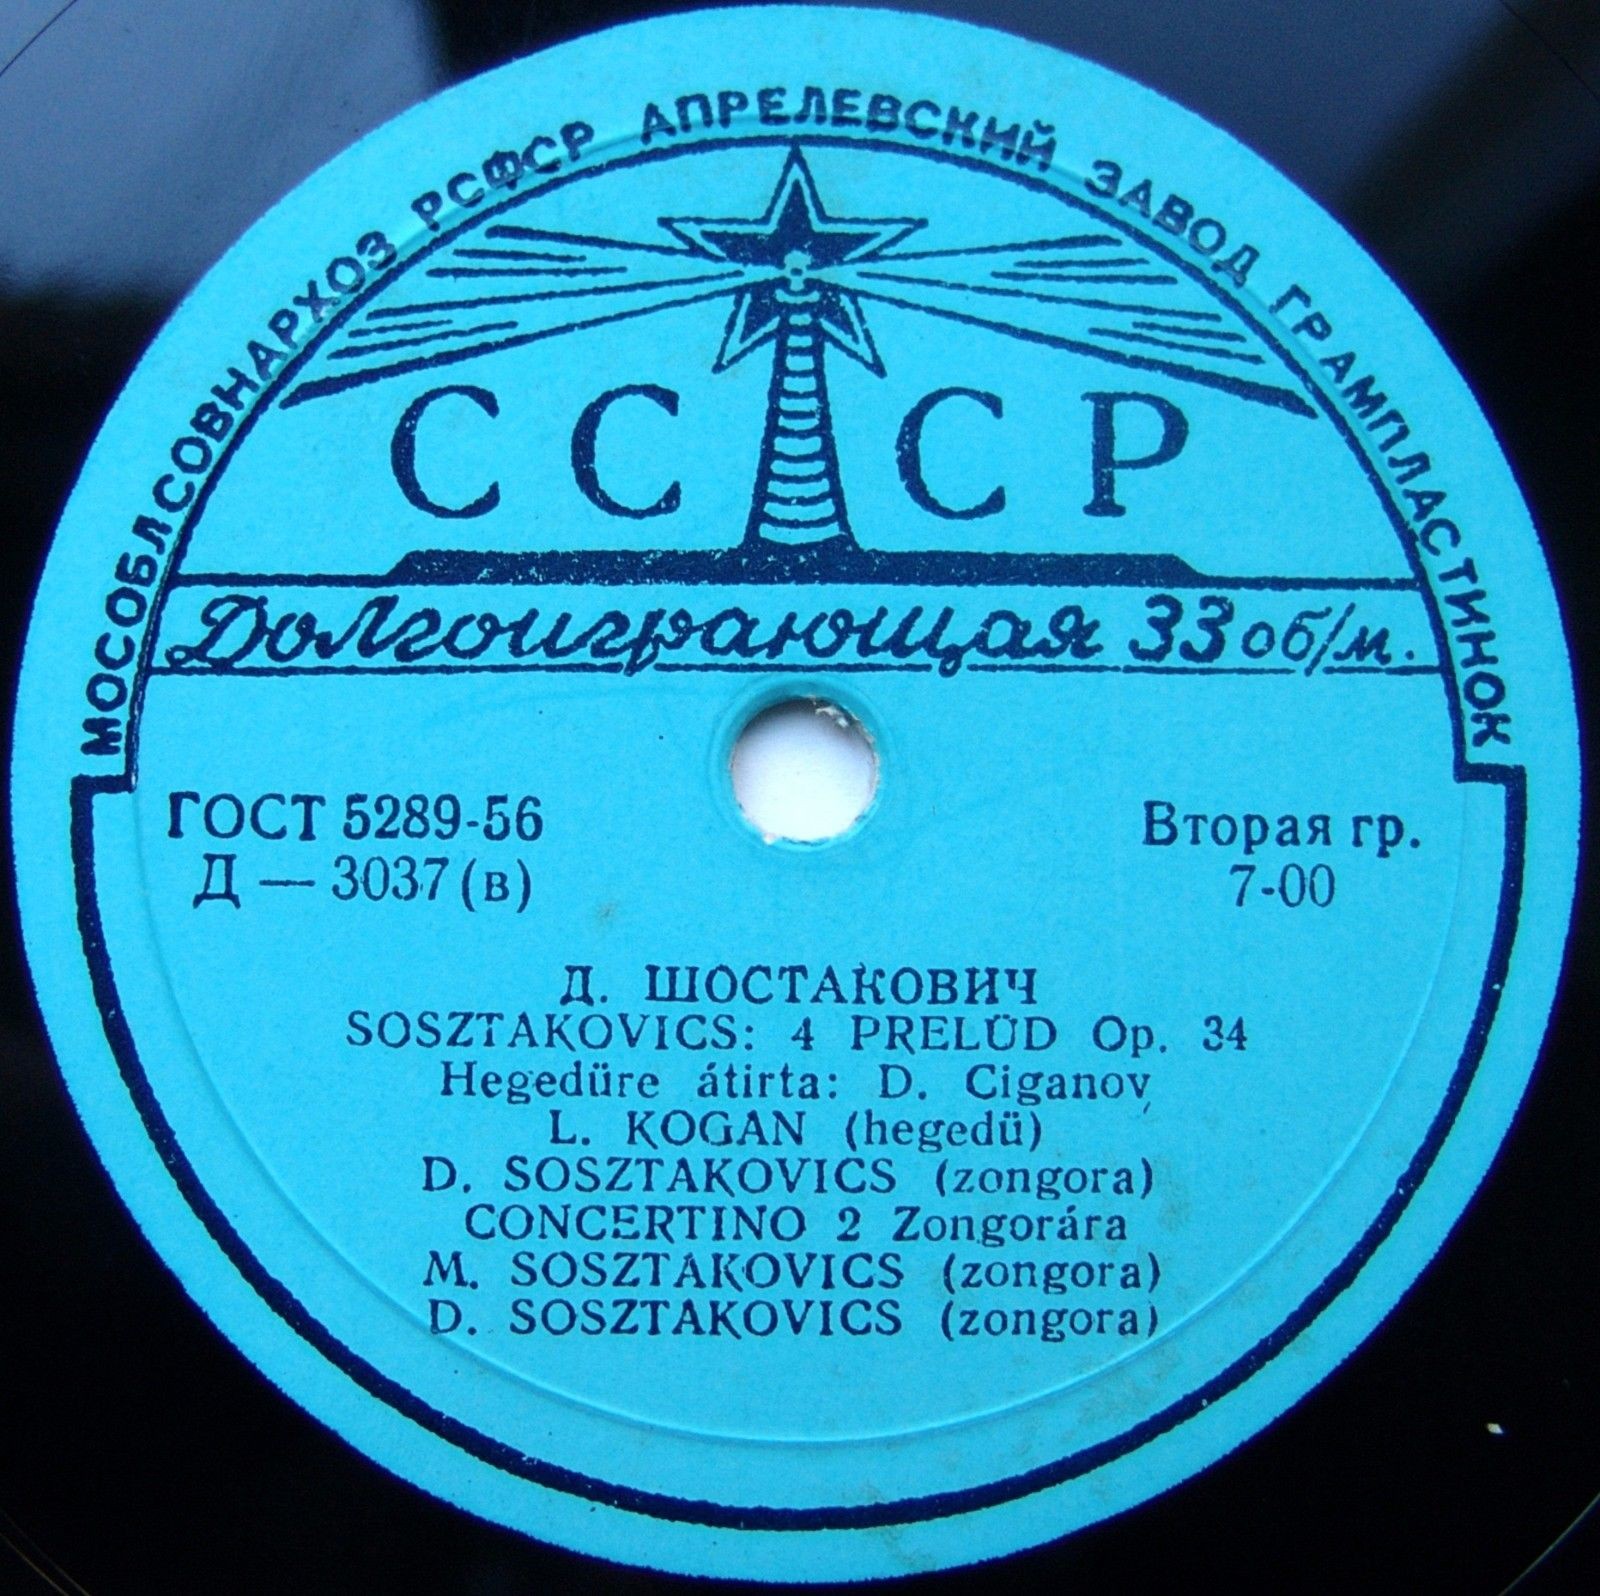 МОСОБЛСОВНАРХОЗ РСФСР АПРЕЛЕВСКИЙ ЗАВОД ГРАМПЛАСТИНОК
СССР
Долгоиграющая 33 об/м.
ГОСТ 5289-56
Д — 3037 (в)
Вторая гр.
7-00
Д. ШОСТАКОВИЧ
SOSZTAKOVICS: 4 PRELÜD Op. 34
Hegedüre átirta: D. Ciganov
L. KOGAN (hegedü)
D. SOSZTAKOVICS (zongora)
CONCERTINO 2 Zongorára
M. SOSZTAKOVICS (zongora)
D. SOSZTAKOVICS (zongora)